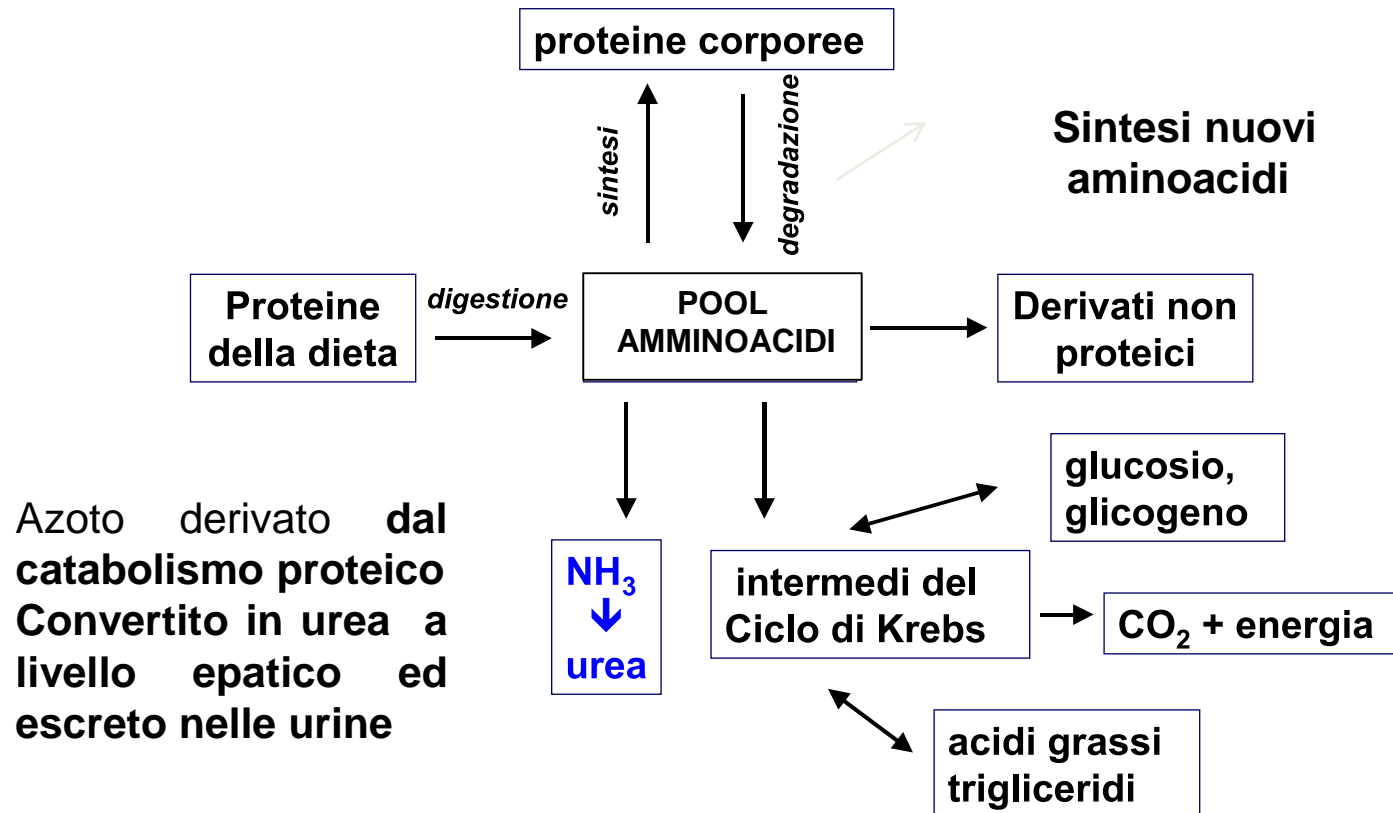 proteine corporee
sintesi
degradazione
Sintesi nuovi
aminoacidi
Proteine
della dieta
digestione
POOL
AMMINOACIDI
Derivati non
proteici
Azoto derivato dal
catabolismo proteico
Convertito in urea a
livello epatico ed
escreto nelle urine
NH₃
urea
intermedi del
Ciclo di Krebs
glucosio,
glicogeno
CO₂ + energia
acidi grassi
trigliceridi